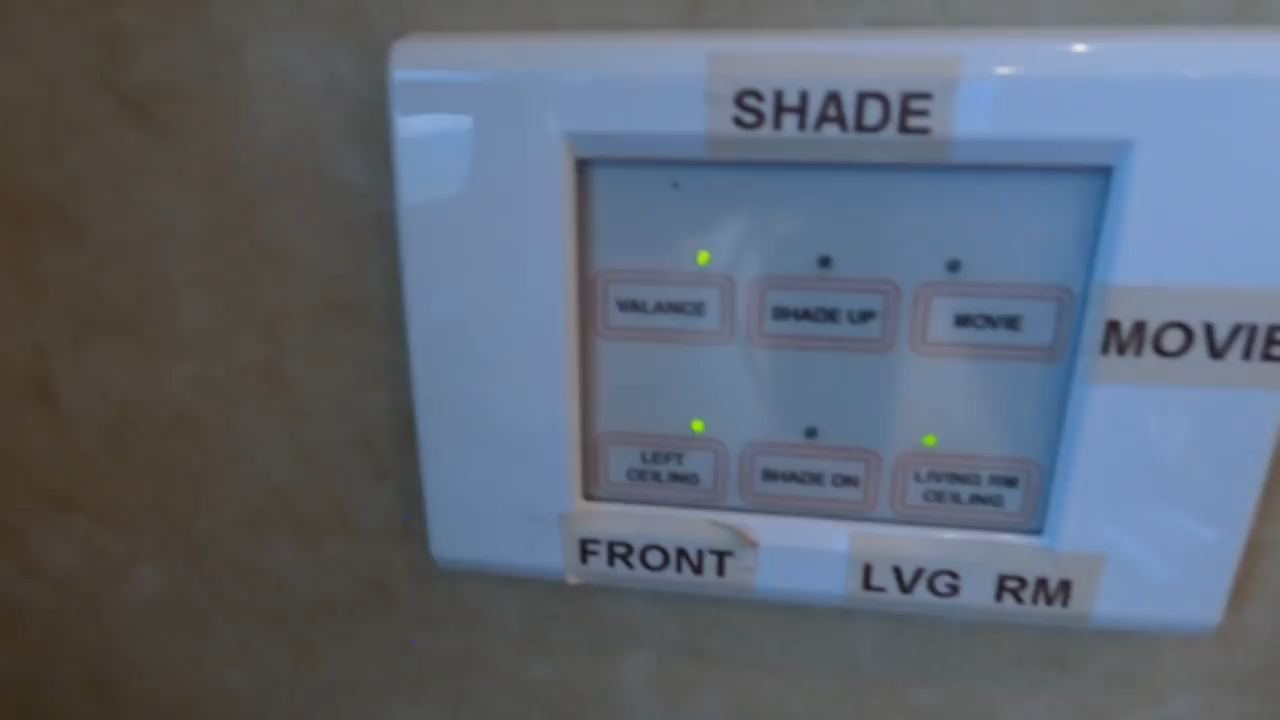 SHADE
VALANCE
SHADE UP
MOVIE
MOVIE
LEFT
CEILING
SHADE DN
LIVING RM
CEILING
FRONT
LVG RM